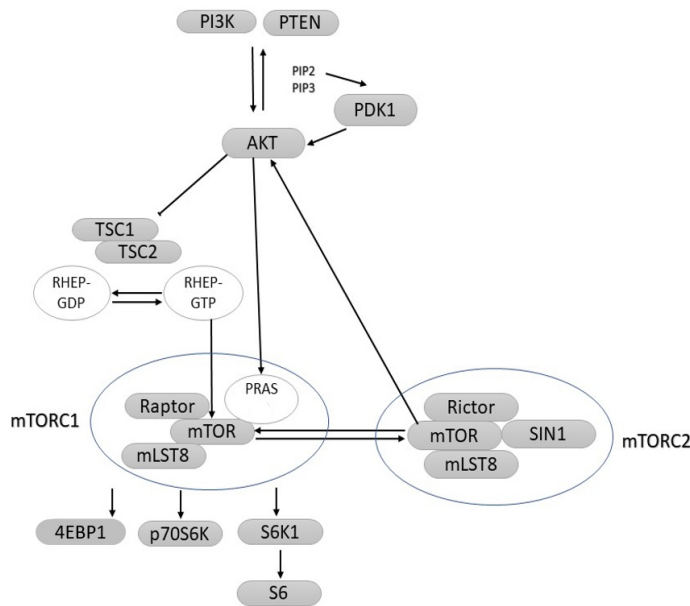 PI3K
PTEN
PIP2
PIP3
PDK1
AKT
TSC1
TSC2
RHEP-
GDP
RHEP-
GTP
PRAS
Raptor
mTOR
mLST8
mTORC1
Rictor
mTOR
SIN1
mLST8
mTORC2
4EBP1
p70S6K
S6K1
S6